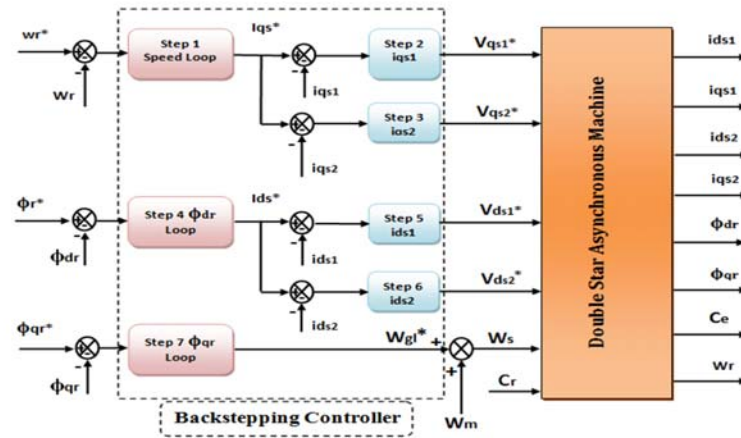 wr*
Step 1
Speed Loop
Iqs*
Step 2
iqs1
Vqs1*
ids1
wr
iqs1
iqs1
Step 3
iqs2
Vqs2*
iqs2
ids2
iqs2
ϕr*
Step 4 ϕdr
Loop
Ids*
Step 5
ids1
Vds1*
ϕdr
ϕdr
ids1
Step 6
ids2
Vds2*
ϕqr
ids2
ϕqr*
Step 7 ϕqr
Loop
Wgl*
+
Ws
Ce
ϕqr
+
Cr
Wr
Wm
Backstepping Controller
Double Star Asynchronous Machine